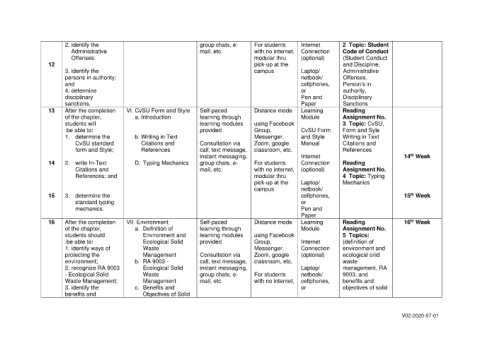 12
2. identify the
Administrative
Offenses;
3. identify the
persons in authority;
and
4. determine
disciplinary
sanctions.
group chats, e-
mail, etc.
For students
with no internet,
modular thru
pick-up at the
campus
Internet
Connection
(optional)
Laptop/
netbook/
cellphones,
or
Pen and
Paper
2 Topic: Student
Code of Conduct
(Student Conduct
and Discipline,
Administrative
Offenses,
Person's in
authority,
Disciplinary
Sanctions
13
14
15
After the completion
of the chapter,
students will
be able to:
1. determine the
CvSU standard
form and Style;
2. write In-Text
Citations and
References; and
3. determine the
standard typing
mechanics.
VI. CvSU Form and Style
a. Introduction
b. Writing in Text
Citations and
References
D. Typing Mechanics
Self-paced
learning through
learning modules
provided
Consultation via
call, text message,
instant messaging,
group chats, e-
mail, etc.
Distance mode
using Facebook
Group,
Messenger.
Zoom, google
classroom, etc.
For students
with no internet,
modular thru
pick-up at the
campus
Learning
Module
CvSU Form
and Style
Manual
Internet
Connection
(optional)
Laptop/
netbook/
cellphones,
or
Pen and
Paper
Reading
Assignment No.
3 Topic: CvSU,
Form and Style
Writing in Text
Citations and
References
Reading
Assignment No.
4 Topic: Typing
Mechanics
14th Week
15th Week
16
After the completion
of the chapter,
students should
be able to:
1. identify ways of
protecting the
environment;
2. recognize RA 9003
- Ecological Solid
Waste Management;
3. identify the
benefits and
VII. Environment
a. Definition of
Environment and
Ecological Solid
Waste
Management
b. RA 9003 -
Ecological Solid
Waste
Management
c. Benefits and
Objectives of Solid
Self-paced
learning through
learning modules
provided
Consultation via
call, text message,
instant messaging,
group chats, e-
mail, etc.
Distance mode
using Facebook
Group,
Messenger.
Zoom, google
classroom, etc.
For students
with no internet,
Learning
Module
Internet
Connection
(optional)
Laptop/
netbook/
cellphones,
or
Reading
Assignment No.
5 Topics:
(definition of
environment and
ecological olid
waste
management, RA
9003, and
benefits and
objectives of solid
16th Week
V02-2020-07-01